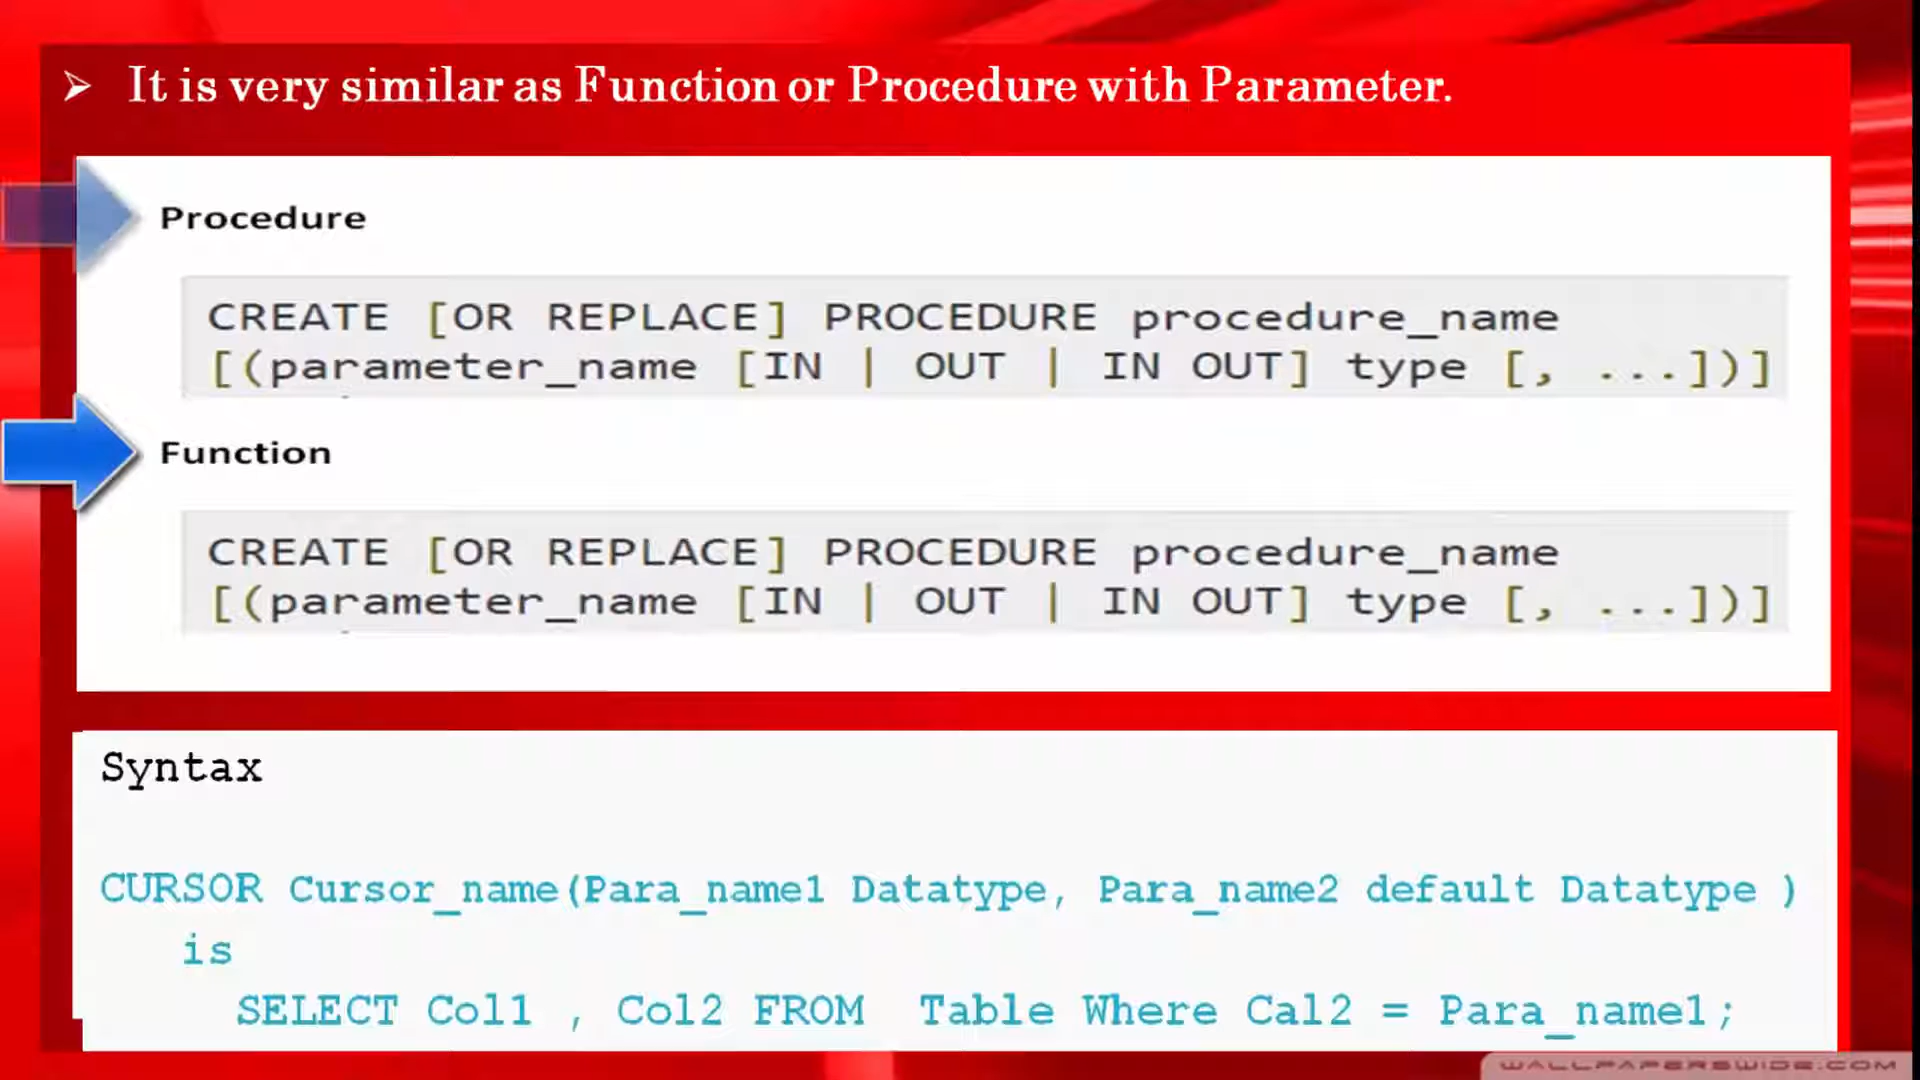 It is very similar as Function or Procedure with Parameter.
Procedure
CREATE [OR REPLACE] PROCEDURE procedure_name
[(parameter_name [IN | OUT | IN OUT] type [, ...])]
Function
CREATE [OR REPLACE] PROCEDURE procedure_name
[(parameter_name [IN | OUT | IN OUT] type [, ...])]
Syntax
CURSOR Cursor_name(Para_name1 Datatype, Para_name2 default Datatype )
is
SELECT Col1 , Col2 FROM Table Where Cal2 = Para_name1;
WALLPAPERSWIDE.COM